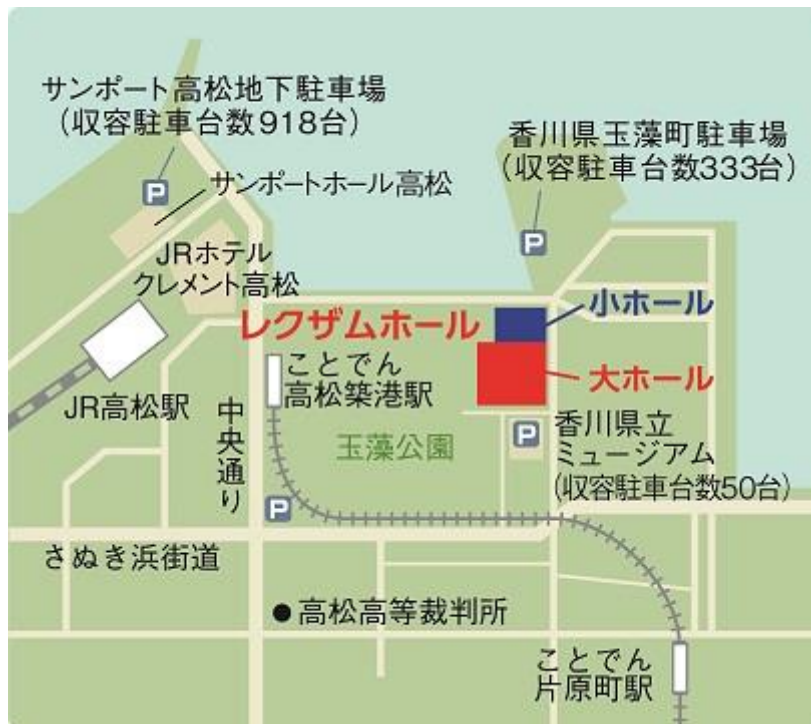 サンポート高松地下駐車場
(収容駐車台数918台)
香川県玉藻町駐車場
(収容駐車台数333台)
P
サンポートホール高松
P
JRホテル
クレメント高松
小ホール
レクザムホール
大ホール
ことでん
高松築港駅
JR高松駅
中央通り
玉藻公園
P
香川県立
ミュージアム
(収容駐車台数50台)
P
さぬき浜街道
●高松高等裁判所
ことでん
片原町駅